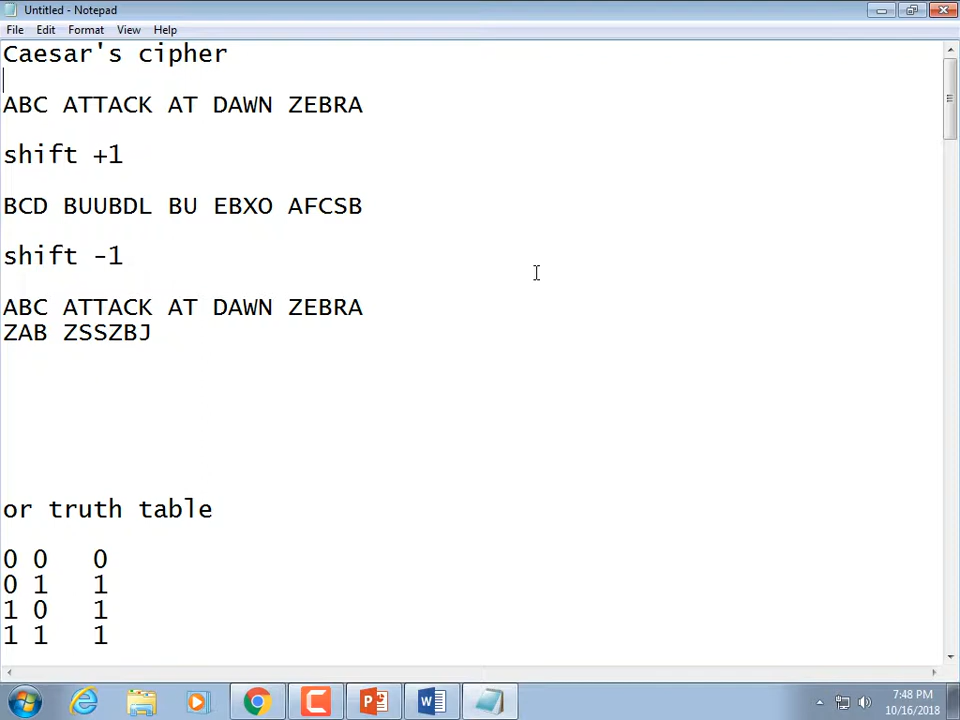 Untitled - Notepad
File Edit Format View Help
Caesar's cipher
ABC ATTACK AT DAWN ZEBRA
shift +1
BCD BUUBDL BU EBXO AFCSB
shift -1
ABC ATTACK AT DAWN ZEBRA
ZAB ZSSZBJ
or truth table
0 0 0
0 1 1
1 0 1
1 1 1
7:48 PM
10/16/2018